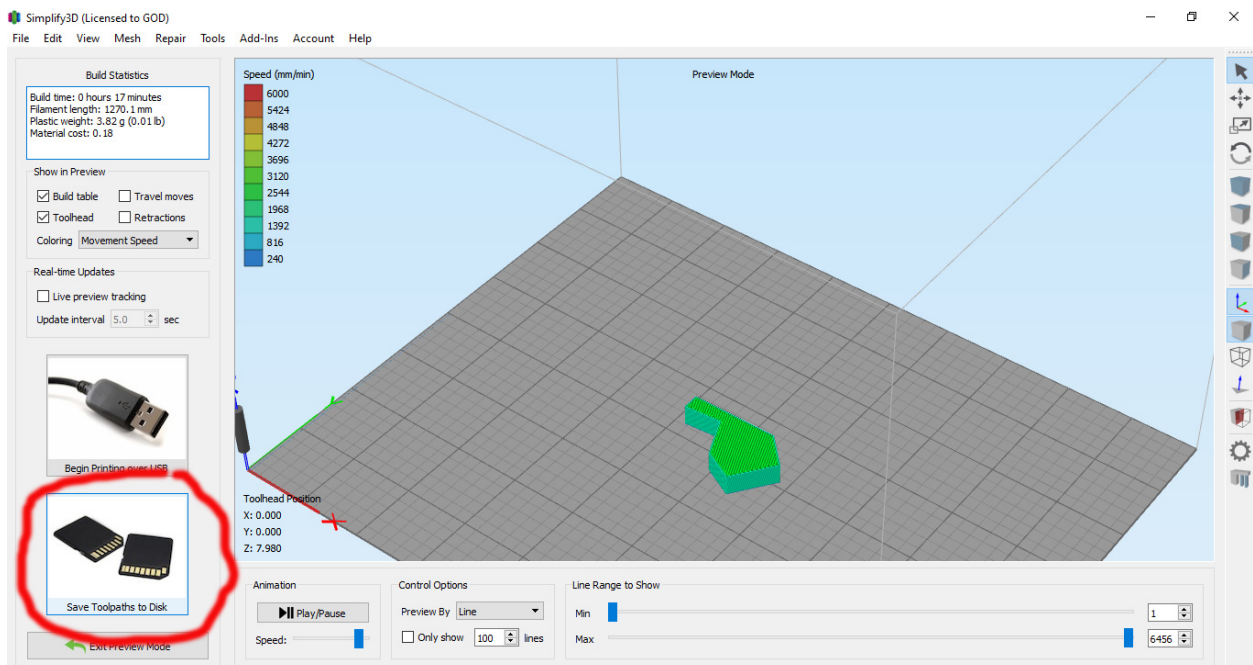 Simplify3D (Licensed to GOD)
File Edit View Mesh Repair Tools Add-Ins Account Help
Build Statistics
Build time: 0 hours 17 minutes
Filament length: 1270.1 mm
Plastic weight: 3.82 g (0.01 lb)
Material cost: 0.18
Show in Preview
Build table Travel moves
Toolhead Retractions
Coloring Movement Speed
Real-time Updates
Live preview tracking
Update interval 5.0 sec
Begin Printing over USB
Save Toolpaths to Disk
Exit Preview Mode
Speed (mm/min)
6000
5424
4848
4272
3696
3120
2544
1968
1392
816
240
Preview Mode
Toolhead Position
X: 0.000
Y: 0.000
Z: 7.980
Animation
Play/Pause
Speed:
Control Options
Preview By Line
Only show 100 lines
Line Range to Show
Min 1
Max 6456